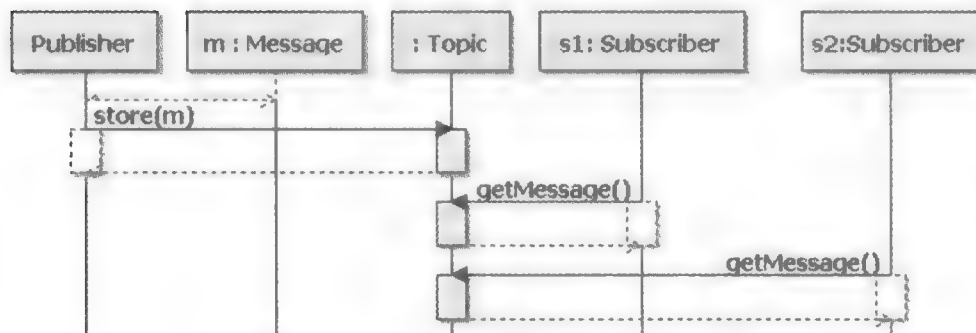 Publisher
m : Message
: Topic
s1: Subscriber
s2:Subscriber
store(m)
getMessage()
getMessage()